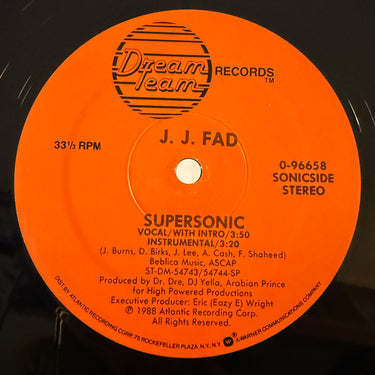 Dream
Team
RECORDS
TM
J. J. FAD
33⅓ RPM
0-96658
SONICSIDE
STEREO
SUPERSONIC
VOCAL/WITH INTRO/3:50
INSTRUMENTAL/3:20
(J. Burns, D. Birks, J. Lee, A. Cash, F. Shaheed)
Beblica Music, ASCAP
ST-DM-54743/54744-SP
Produced by Dr. Dre, DJ Yella, Arabian Prince
for High Powered Productions
Executive Producer: Eric (Eazy E) Wright
℗ 1988 Atlantic Recording Corp.
All Rights Reserved.
DIST BY ATLANTIC RECORDING CORP. 75 ROCKEFELLER PLAZA, N.Y. N.Y. W A WARNER COMMUNICATIONS CO.